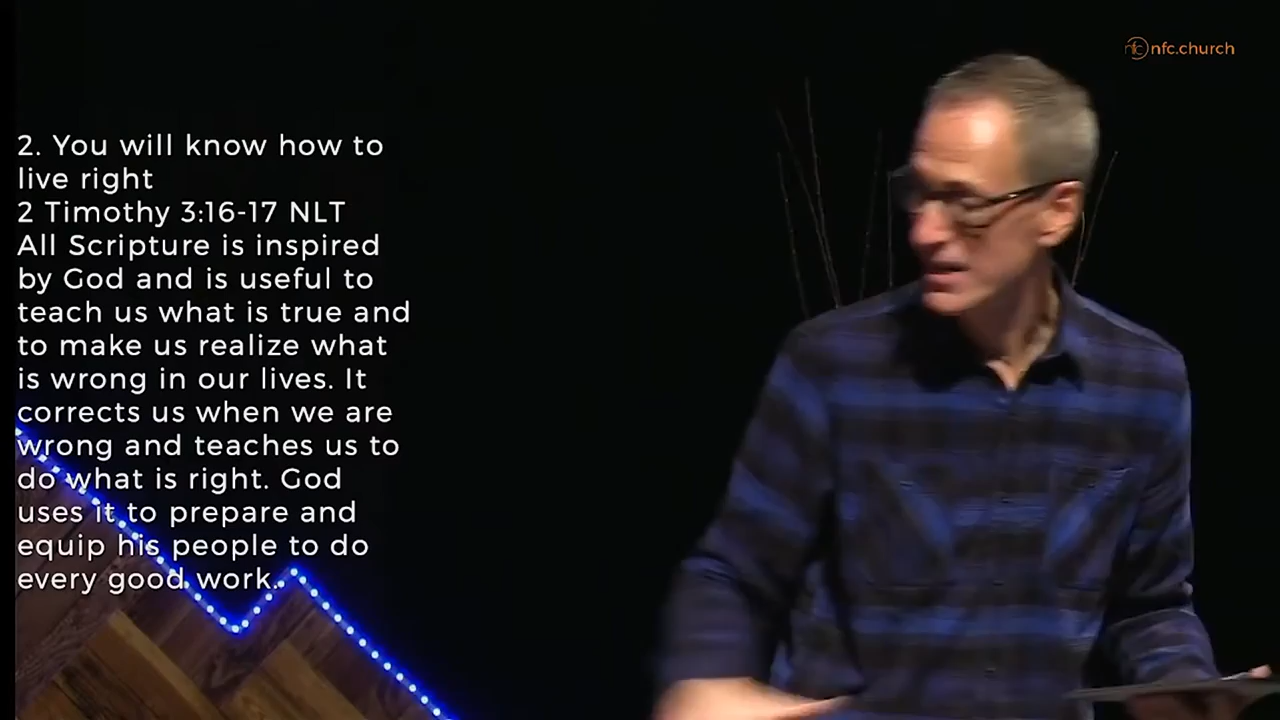 nfc.church
2. You will know how to
live right
2 Timothy 3:16-17 NLT
All Scripture is inspired
by God and is useful to
teach us what is true and
to make us realize what
is wrong in our lives. It
corrects us when we are
wrong and teaches us to
do what is right. God
uses it to prepare and
equip his people to do
every good work.